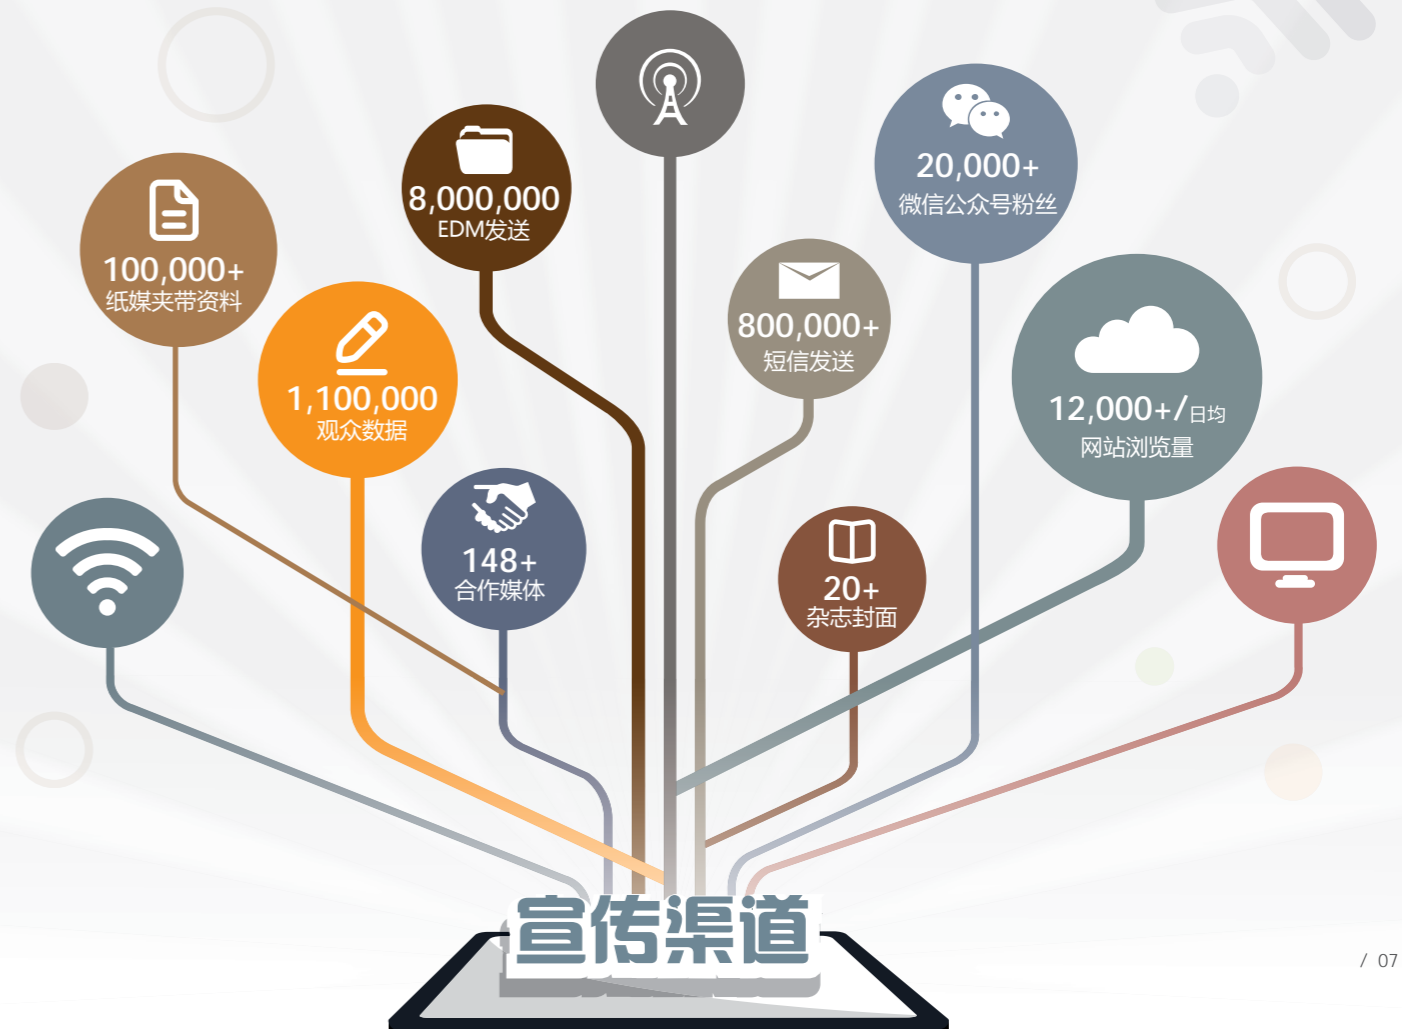 20,000+
微信公众号粉丝
8,000,000
EDM发送
100,000+
纸媒夹带资料
800,000+
短信发送
1,100,000
观众数据
12,000+/日均
网站浏览量
148+
合作媒体
20+
杂志封面
宣传渠道
/ 07